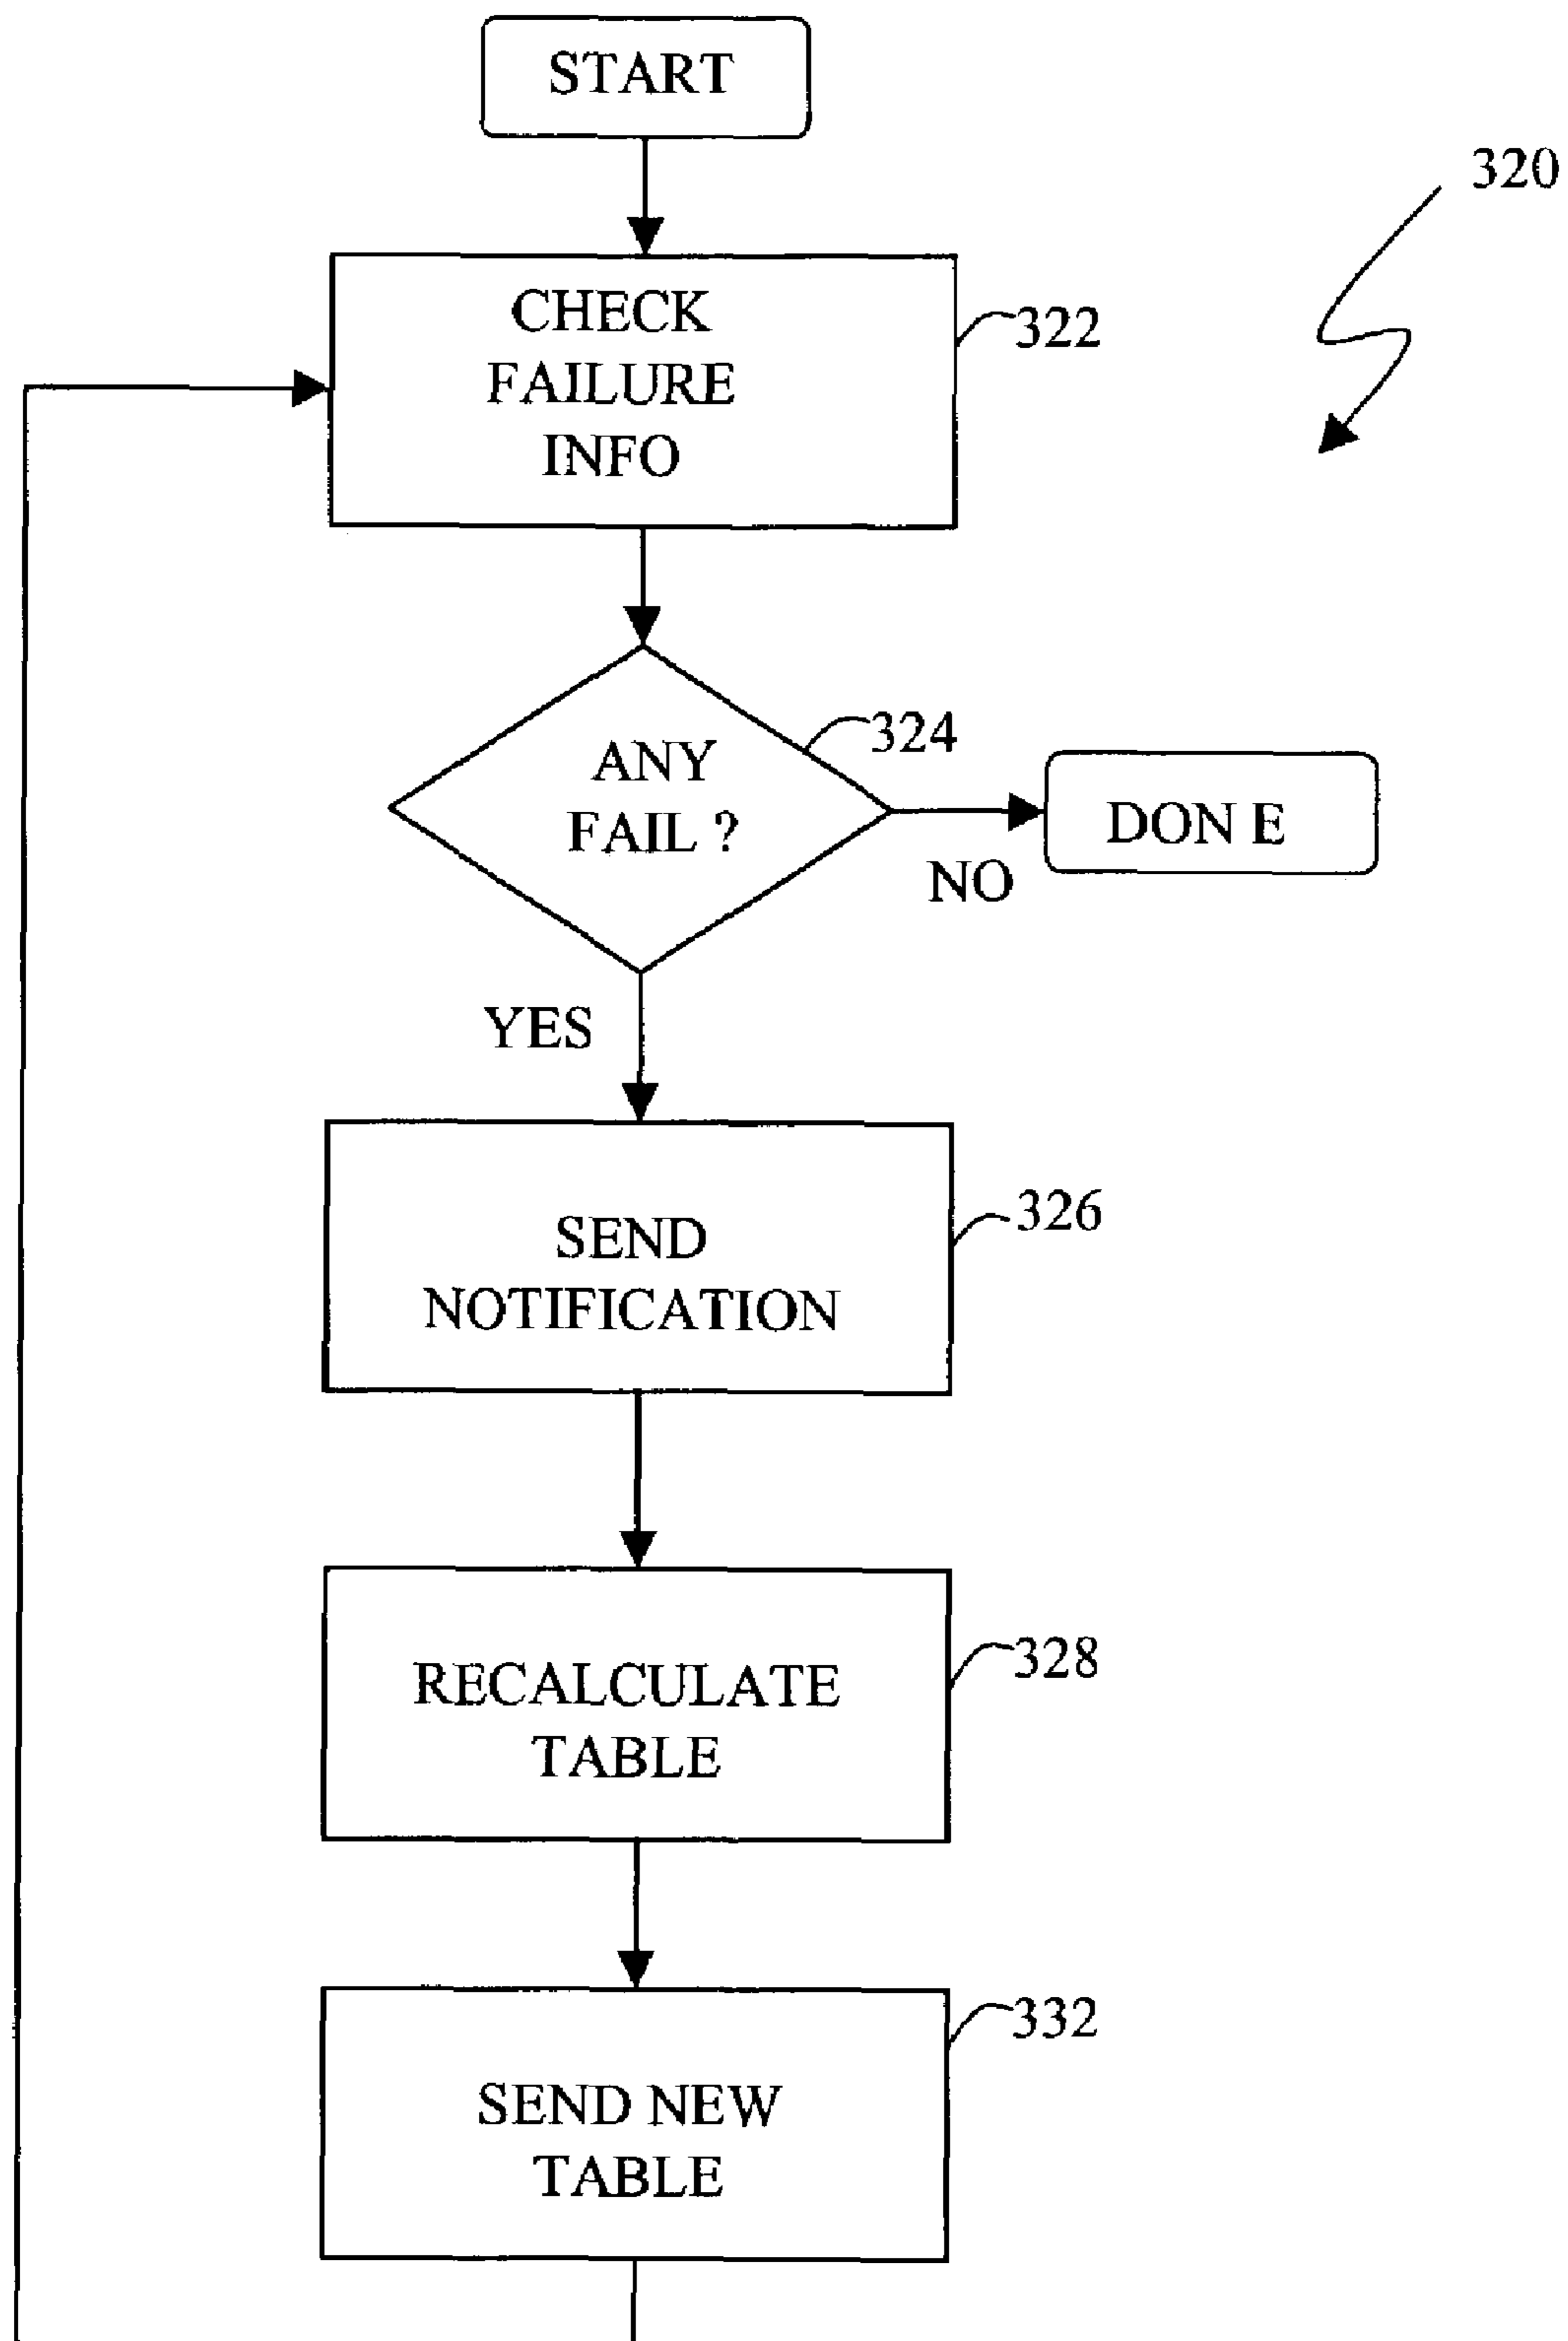 START
320
CHECK
FAILURE
INFO
322
ANY
FAIL ?
324
DON E
NO
YES
SEND
NOTIFICATION
326
RECALCULATE
TABLE
328
SEND NEW
TABLE
332